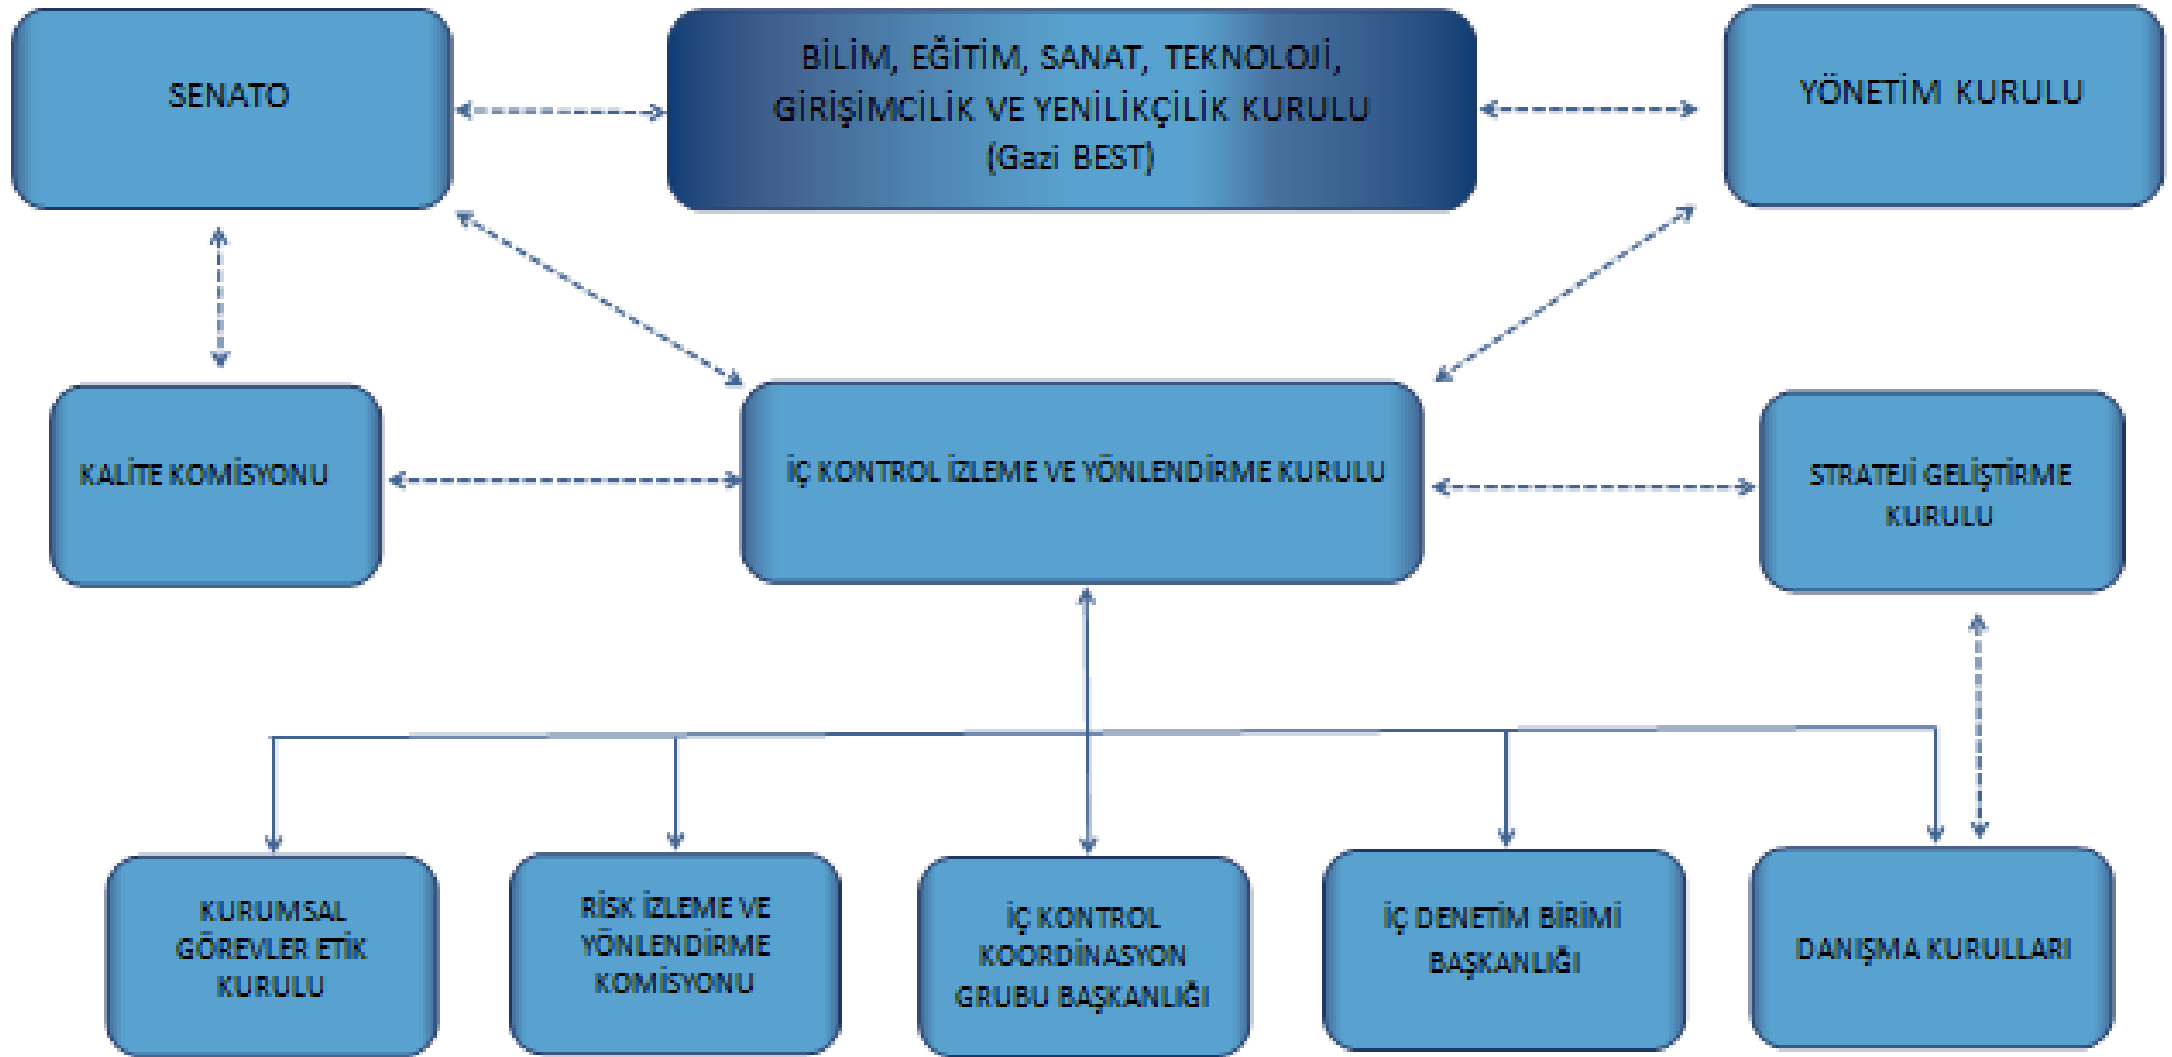 SENATO
BİLİM, EĞİTİM, SANAT, TEKNOLOJİ,
GİRİŞİMCİLİK VE YENİLİKÇİLİK KURULU
(Gazi BEST)
YÖNETİM KURULU
KALİTE KOMİSYONU
İÇ KONTROL İZLEME VE YÖNLENDİRME KURULU
STRATEJİ GELİŞTİRME
KURULU
KURUMSAL
GÖREVLER ETİK
KURULU
RİSK İZLEME VE
YÖNLENDİRME
KOMİSYONU
İÇ KONTROL
KOORDİNASYON
GRUBU BAŞKANLIĞI
İÇ DENETİM BİRİMİ
BAŞKANLIĞI
DANIŞMA KURULLARI